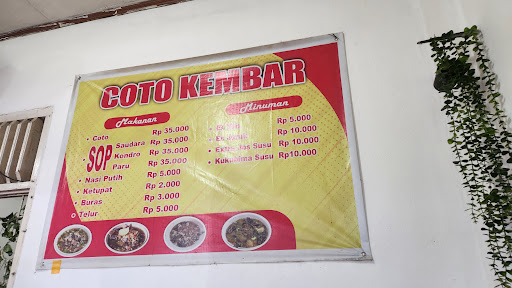 COTO KEMBAR
Makanan
• Coto Rp 35.000
SOP
Saudara Rp 35.000
Kondro Rp 35.000
Paru Rp 35.000
• Nasi Putih Rp 5.000
• Ketupat Rp 2.000
• Buras Rp 3.000
• Telur Rp 5.000
Minuman
Rp 5.000
Rp 10.000
Susu Rp 10.000
Susu Rp10.000